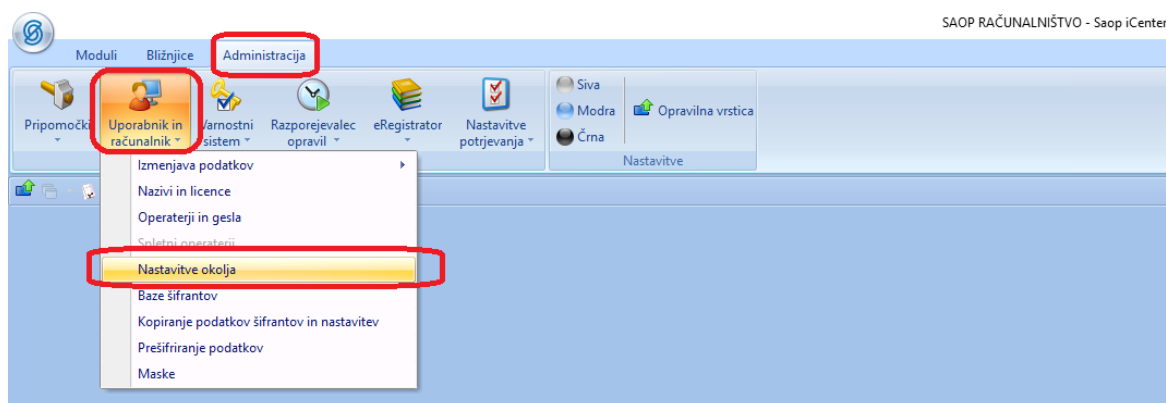 SAOP RAČUNALNIŠTVO - Saop iCenter
Moduli Bližnjice Administracija
Pripomočki
Uporabnik in računalnik
Varnostni sistem
Razporejevalec opravil
eRegistrator
Nastavitve potrjevanja
Siva
Modra
Črna
Opravilna vrstica
Nastavitve
Izmenjava podatkov
Nazivi in licence
Operaterji in gesla
Spletni operaterji
Nastavitve okolja
Baze šifrantov
Kopiranje podatkov šifrantov in nastavitev
Prešifriranje podatkov
Maske